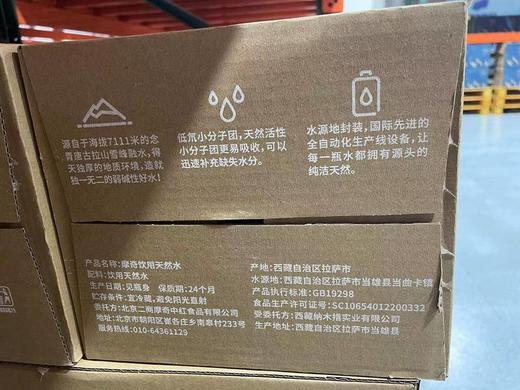 源自于海拔7111米的念
青唐古拉山雪峰融水,得
天独厚的地质环境,造就
独一无二的弱碱性好水!
低氘小分子团,天然活性
小分子团更易吸收,可以
迅速补充缺失水分。
水源地封装,国际先进的
全自动化生产线设备,让
每一瓶水都拥有源头的
纯洁天然。
产品名称:摩奇饮用天然水
配料:饮用天然水
生产日期:见瓶身 保质期:24个月
贮存条件:宜冷藏,避免阳光直射
委托方:北京二商摩奇中红食品有限公司
地址:北京市朝阳区崔各庄乡南皋村233号
服务热线:010-64361129
产地:西藏自治区拉萨市
水源地:西藏自治区拉萨市当雄县当曲卡镇
产品执行标准:GB19298
食品生产许可证号:SC10654012200332
受委托方:西藏纳木措实业有限公司
生产地址:西藏自治区拉萨市当雄县